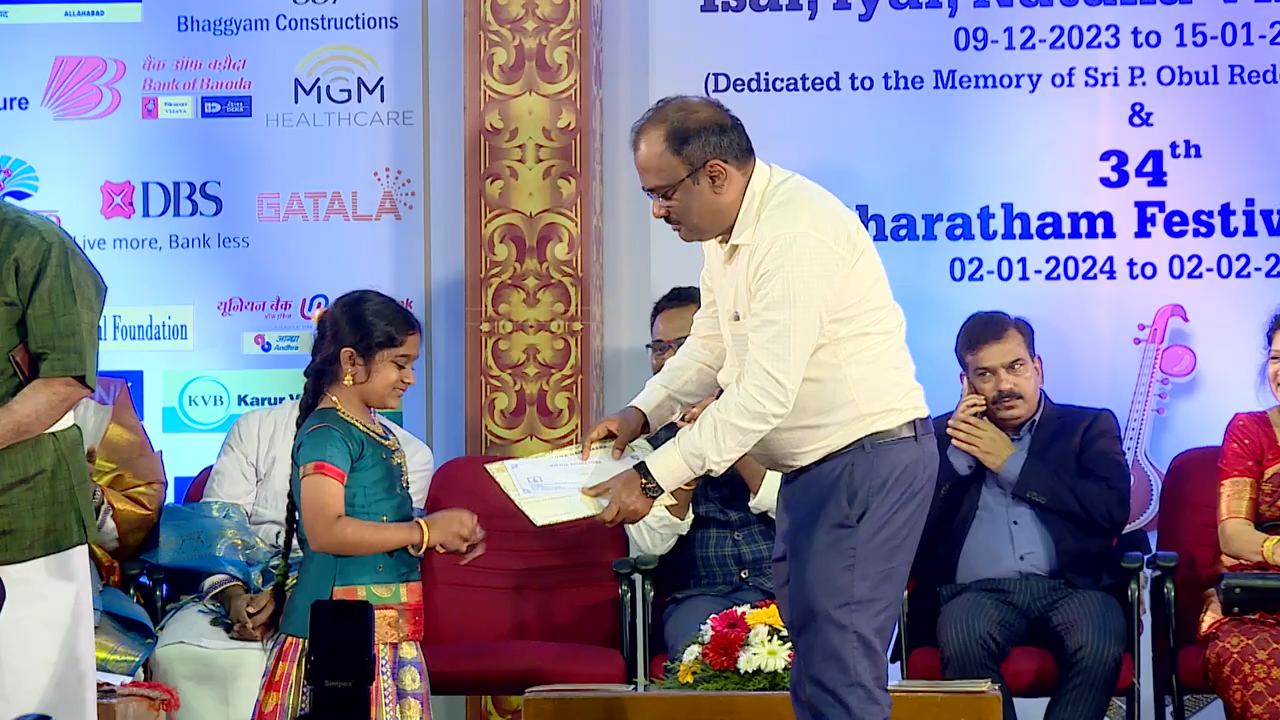 ALLAHABAD
Bhaggyam Constructions
बैंक ऑफ़ बड़ौदा
Bank of Baroda
MGM
HEALTHCARE
DBS
Live more, Bank less
GATALA
Foundation
यूनियन बैंक
आन्ध्रा
Andhra
KVB Karur
09-12-2023 to 15-01-2
(Dedicated to the Memory of Sri P. Obul Red
&
34th
haratham Festiv
02-01-2024 to 02-02-2
Simpex